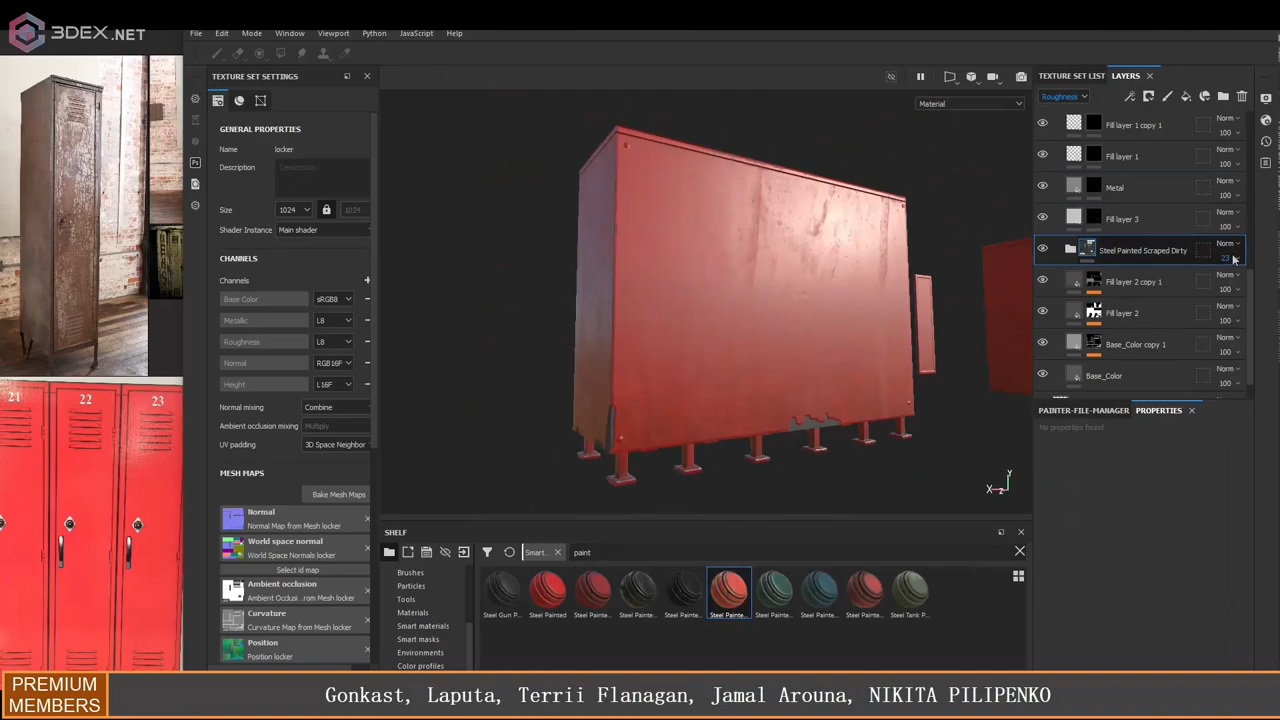 3DEX.NET
File Edit Mode Window Viewport Python JavaScript Help
TEXTURE SET SETTINGS
GENERAL PROPERTIES
Name locker
Description Description
Size 1024 1024
Shader Instance Main shader
CHANNELS
Channels +
Base Color sRGB8
Metallic L8
Roughness L8
Normal RGB16F
Height L16F
Normal mixing Combine
Ambient occlusion mixing Multiply
UV padding 3D Space Neighbor
MESH MAPS
Bake Mesh Maps
Normal
Normal Map from Mesh locker
World space normal
World Space Normals locker
Select id map
Ambient occlusion
Ambient Occlusi...rom Mesh locker
Curvature
Curvature Map from Mesh locker
Position
Position locker
Material
Y
X Z
SHELF
Smart... paint
Brushes
Particles
Tools
Materials
Smart materials
Smart masks
Environments
Color profiles
Steel Gun P... Steel Painted Steel Painte... Steel Painte... Steel Painte... Steel Painte... Steel Painte... Steel Painte... Steel Painte... Steel Tank P...
TEXTURE SET LIST LAYERS
Roughness
Fill layer 1 copy 1 Norm 100
Fill layer 1 Norm 100
Metal Norm 100
Fill layer 3 Norm 100
Steel Painted Scraped Dirty Norm 23
Fill layer 2 copy 1 Norm 100
Fill layer 2 Norm 100
Base_Color copy 1 Norm 100
Base_Color Norm 100
PAINTER-FILE-MANAGER PROPERTIES
No properties found
21 22 23
PREMIUM
MEMBERS
Gonkast, Laputa, Terrii Flanagan, Jamal Arouna, NIKITA PILIPENKO